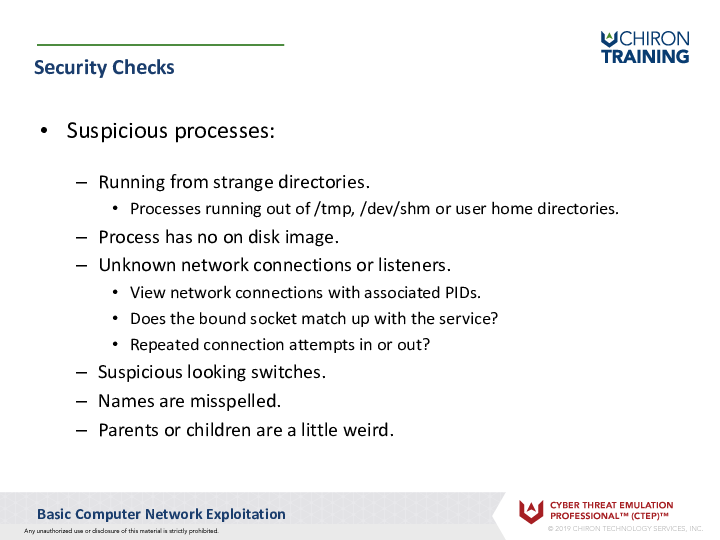 CHIRON
TRAINING
Security Checks
• Suspicious processes:
– Running from strange directories.
• Processes running out of /tmp, /dev/shm or user home directories.
– Process has no on disk image.
– Unknown network connections or listeners.
• View network connections with associated PIDs.
• Does the bound socket match up with the service?
• Repeated connection attempts in or out?
– Suspicious looking switches.
– Names are misspelled.
– Parents or children are a little weird.
Basic Computer Network Exploitation
Any unauthorized use or disclosure of this material is strictly prohibited.
CYBER THREAT EMULATION
PROFESSIONAL™ (CTEP)™
© 2019 CHIRON TECHNOLOGY SERVICES, INC.